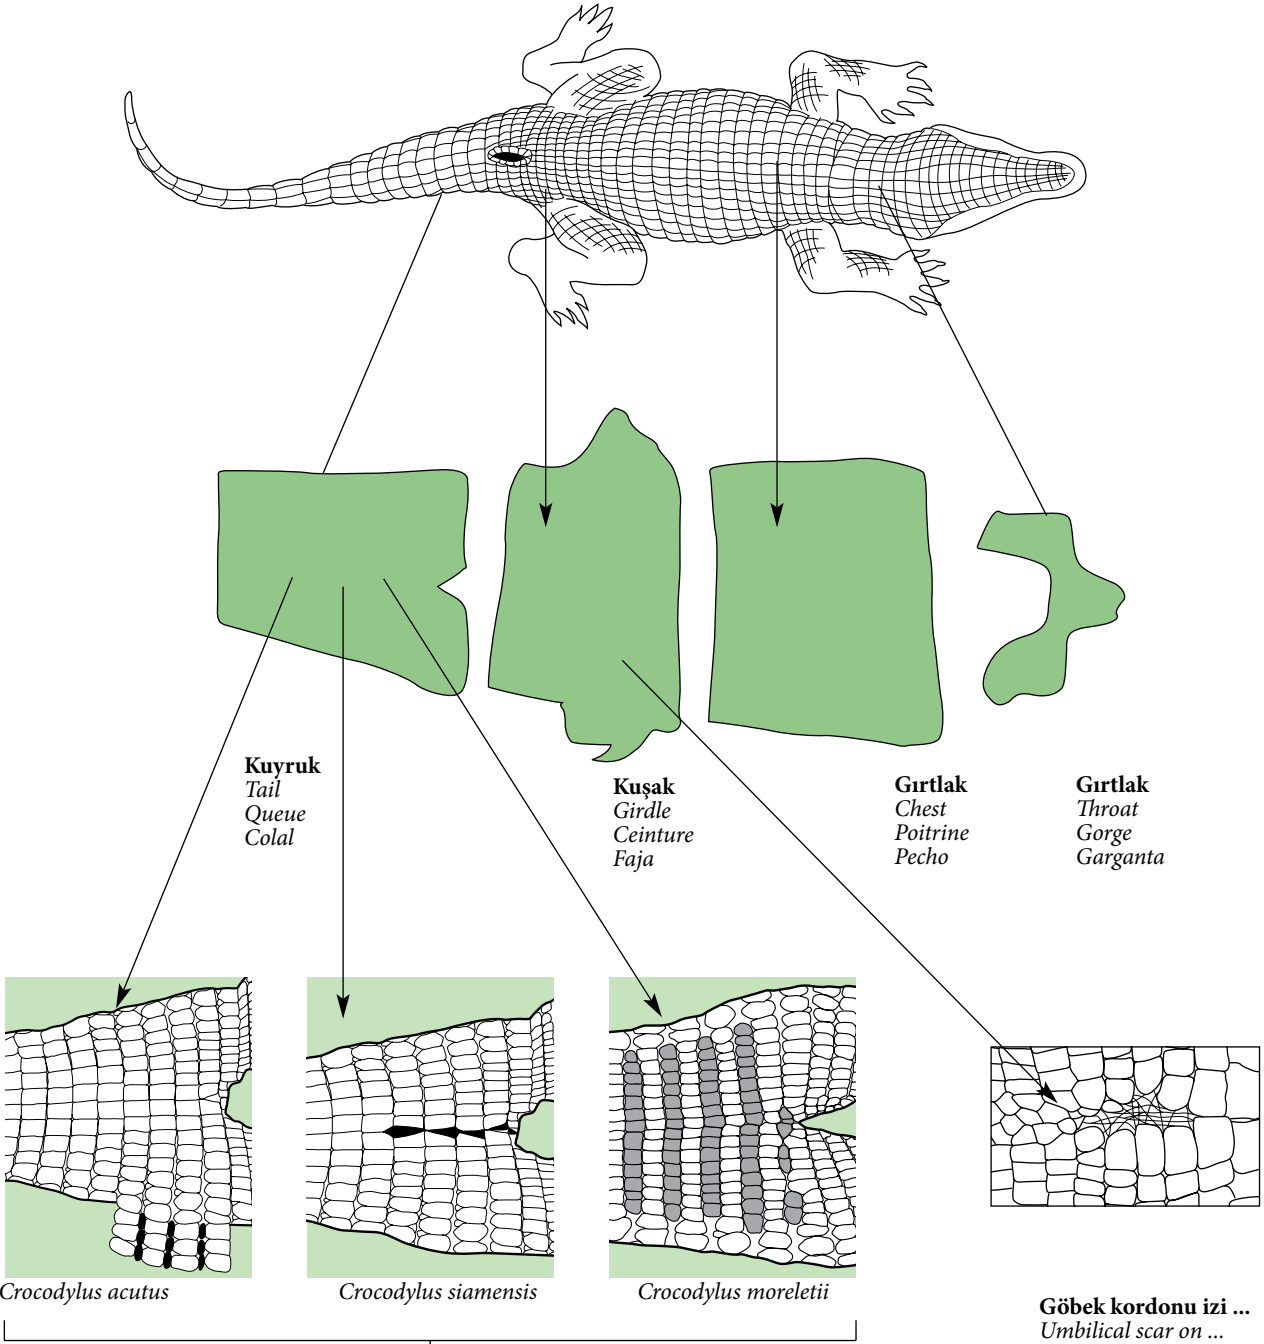 Kuyruk
Tail
Queue
Colal
Kuşak
Girdle
Ceinture
Faja
Gırtlak
Chest
Poitrine
Pecho
Gırtlak
Throat
Gorge
Garganta
Crocodylus acutus
Crocodylus siamensis
Crocodylus moreletii
Göbek kordonu izi ...
Umbilical scar on ...